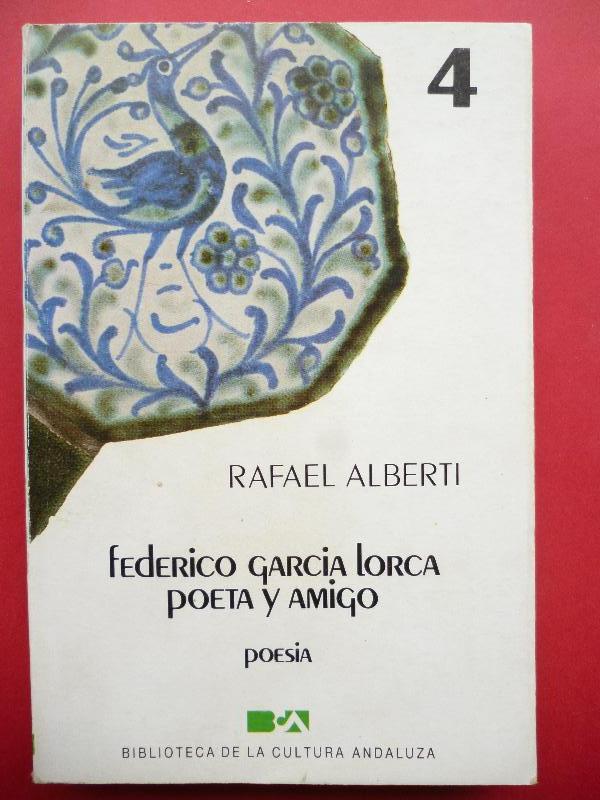 4
RAFAEL ALBERTI
federico garcia lorca
poeta y amigo
poesia
BCA
BIBLIOTECA DE LA CULTURA ANDALUZA